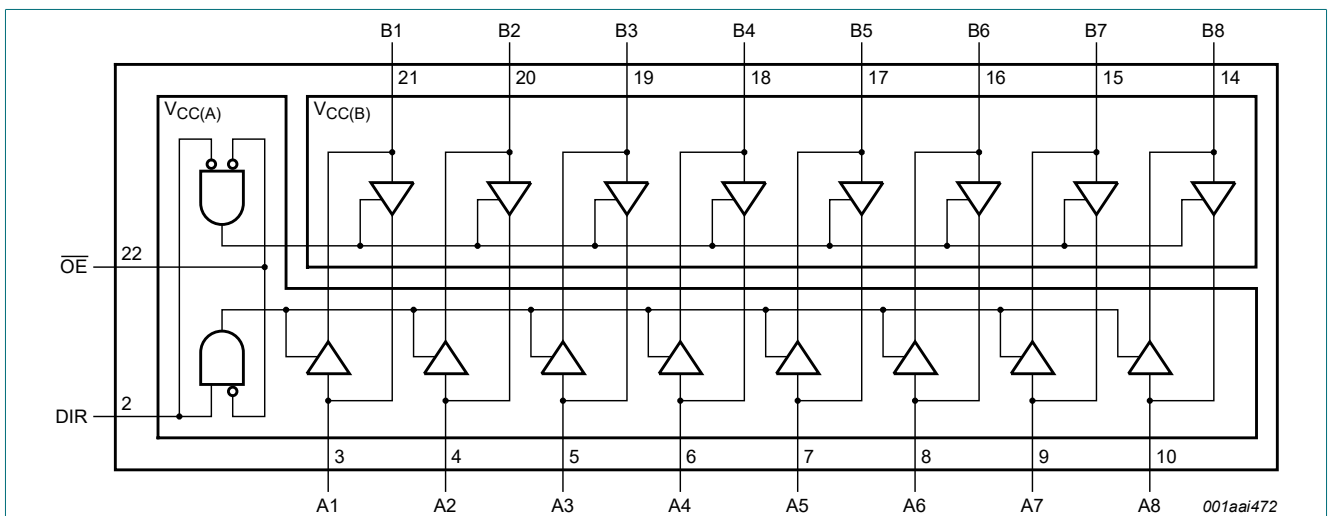 B1 B2 B3 B4 B5 B6 B7 B8
21 20 19 18 17 16 15 14
VCC(A) VCC(B)
22
OE
2
DIR
3 4 5 6 7 8 9 10
A1 A2 A3 A4 A5 A6 A7 A8 001aai472